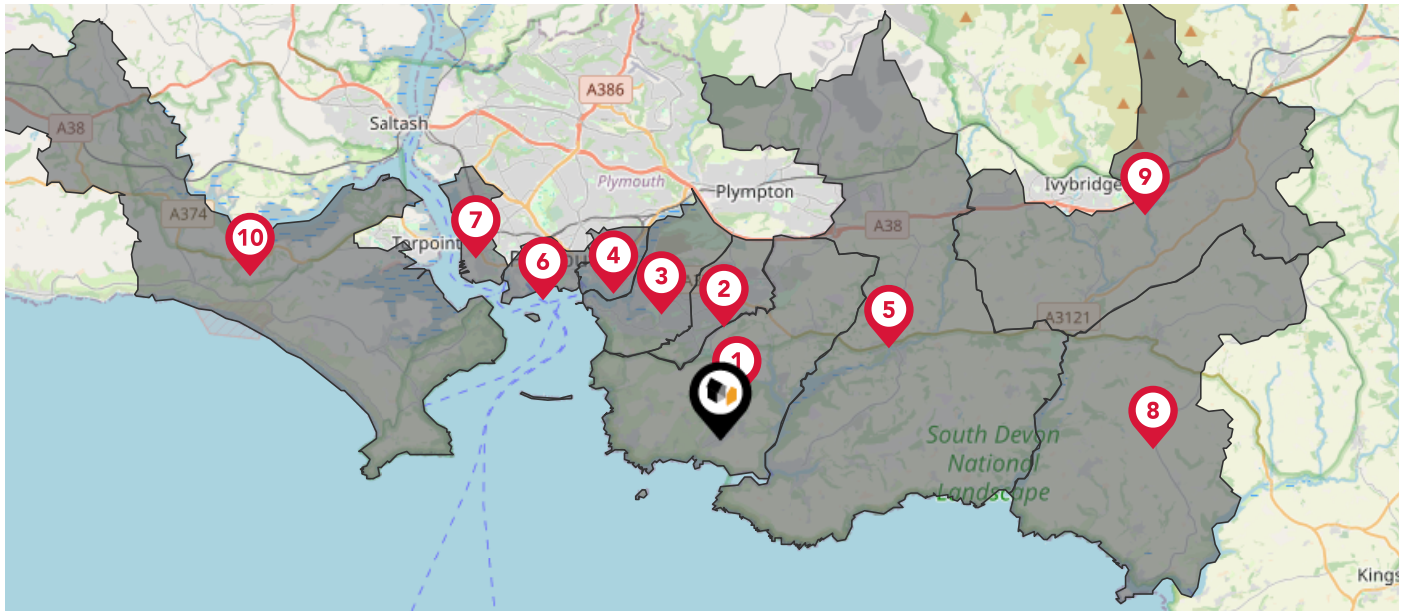 A386
A38
Saltash
Plymouth
Plympton
Ivybridge
9
A374
7
A38
10
Torpoint
4
6
3
2
5
A3121
1
8
South Devon
National
Landscape
Kings